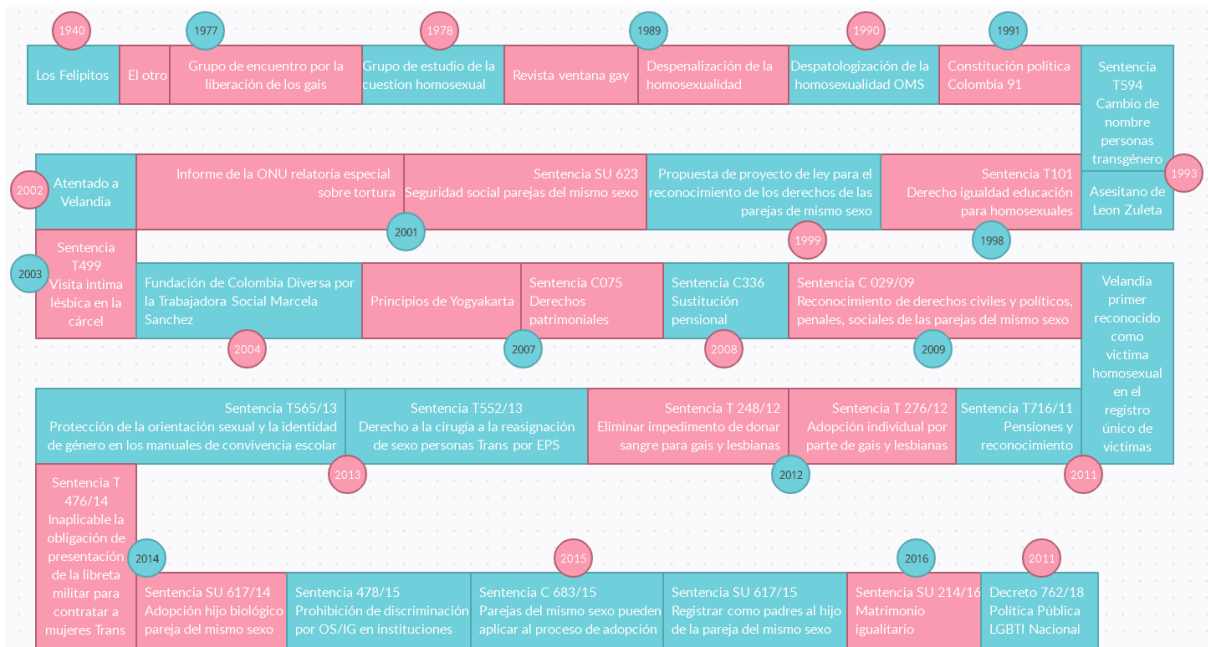 1940
1977
1978
1989
1990
1991
Los Felipitos
El otro
Grupo de encuentro por la
liberación de los gais
Grupo de estudio de la
cuestion homosexual
Revista ventana gay
Despenalización de la
homosexualidad
Despatologización de la
homosexualidad OMS
Constitución política
Colombia 91
Sentencia
T594
Cambio de
nombre
personas
transgénero
1993
Asesitano de
Leon Zuleta
Sentencia T101
Derecho igualdad educación
para homosexuales
1998
Propuesta de proyecto de ley para el
reconocimiento de los derechos de las
parejas de mismo sexo
1999
Sentencia SU 623
Seguridad social parejas del mismo sexo
2001
Informe de la ONU relatoría especial
sobre tortura
2002
Atentado a
Velandia
2003
Sentencia
T499
Visita intima
lésbica en la
cárcel
Fundación de Colombia Diversa por
la Trabajadora Social Marcela
Sanchez
2004
Principios de Yogyakarta
2007
Sentencia C075
Derechos
patrimoniales
Sentencia C336
Sustitución
pensional
2008
Sentencia C 029/09
Reconocimiento de derechos civiles y políticos,
penales, sociales de las parejas del mismo sexo
2009
Velandia
primer
reconocido
como
victima
homosexual
en el
registro
único de
victimas
2011
Sentencia T716/11
Pensiones y
reconocimiento
Sentencia T 276/12
Adopción individual por
parte de gais y lesbianas
2012
Sentencia T 248/12
Eliminar impedimento de donar
sangre para gais y lesbianas
Sentencia T552/13
Derecho a la cirugía a la reasignación
de sexo personas Trans por EPS
2013
Sentencia T565/13
Protección de la orientación sexual y la identidad
de género en los manuales de convivencia escolar
Sentencia T
476/14
Inaplicable la
obligación de
presentación
de la libreta
militar para
contratar a
mujeres Trans
2014
Sentencia SU 617/14
Adopción hijo biológico
pareja del mismo sexo
Sentencia 478/15
Prohibición de discriminación
por OS/IG en instituciones
2015
Sentencia C 683/15
Parejas del mismo sexo pueden
aplicar al proceso de adopción
Sentencia SU 617/15
Registrar como padres al hijo
de la pareja del mismo sexo
2016
Sentencia SU 214/16
Matrimonio
igualitario
2011
Decreto 762/18
Política Pública
LGBTI Nacional